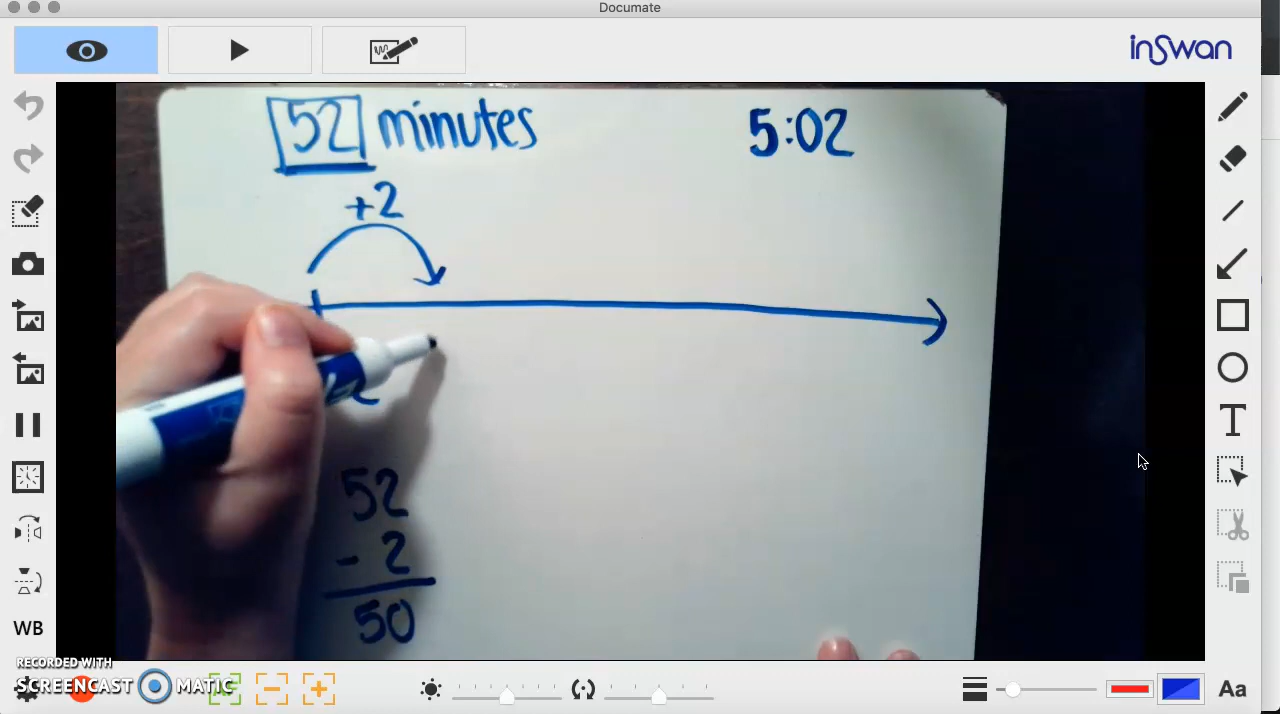 Documate
inSwan
52 minutes
5:02
+2
52
- 2
50
T
WB
RECORDED WITH
SCREENCAST MATIC
Aa